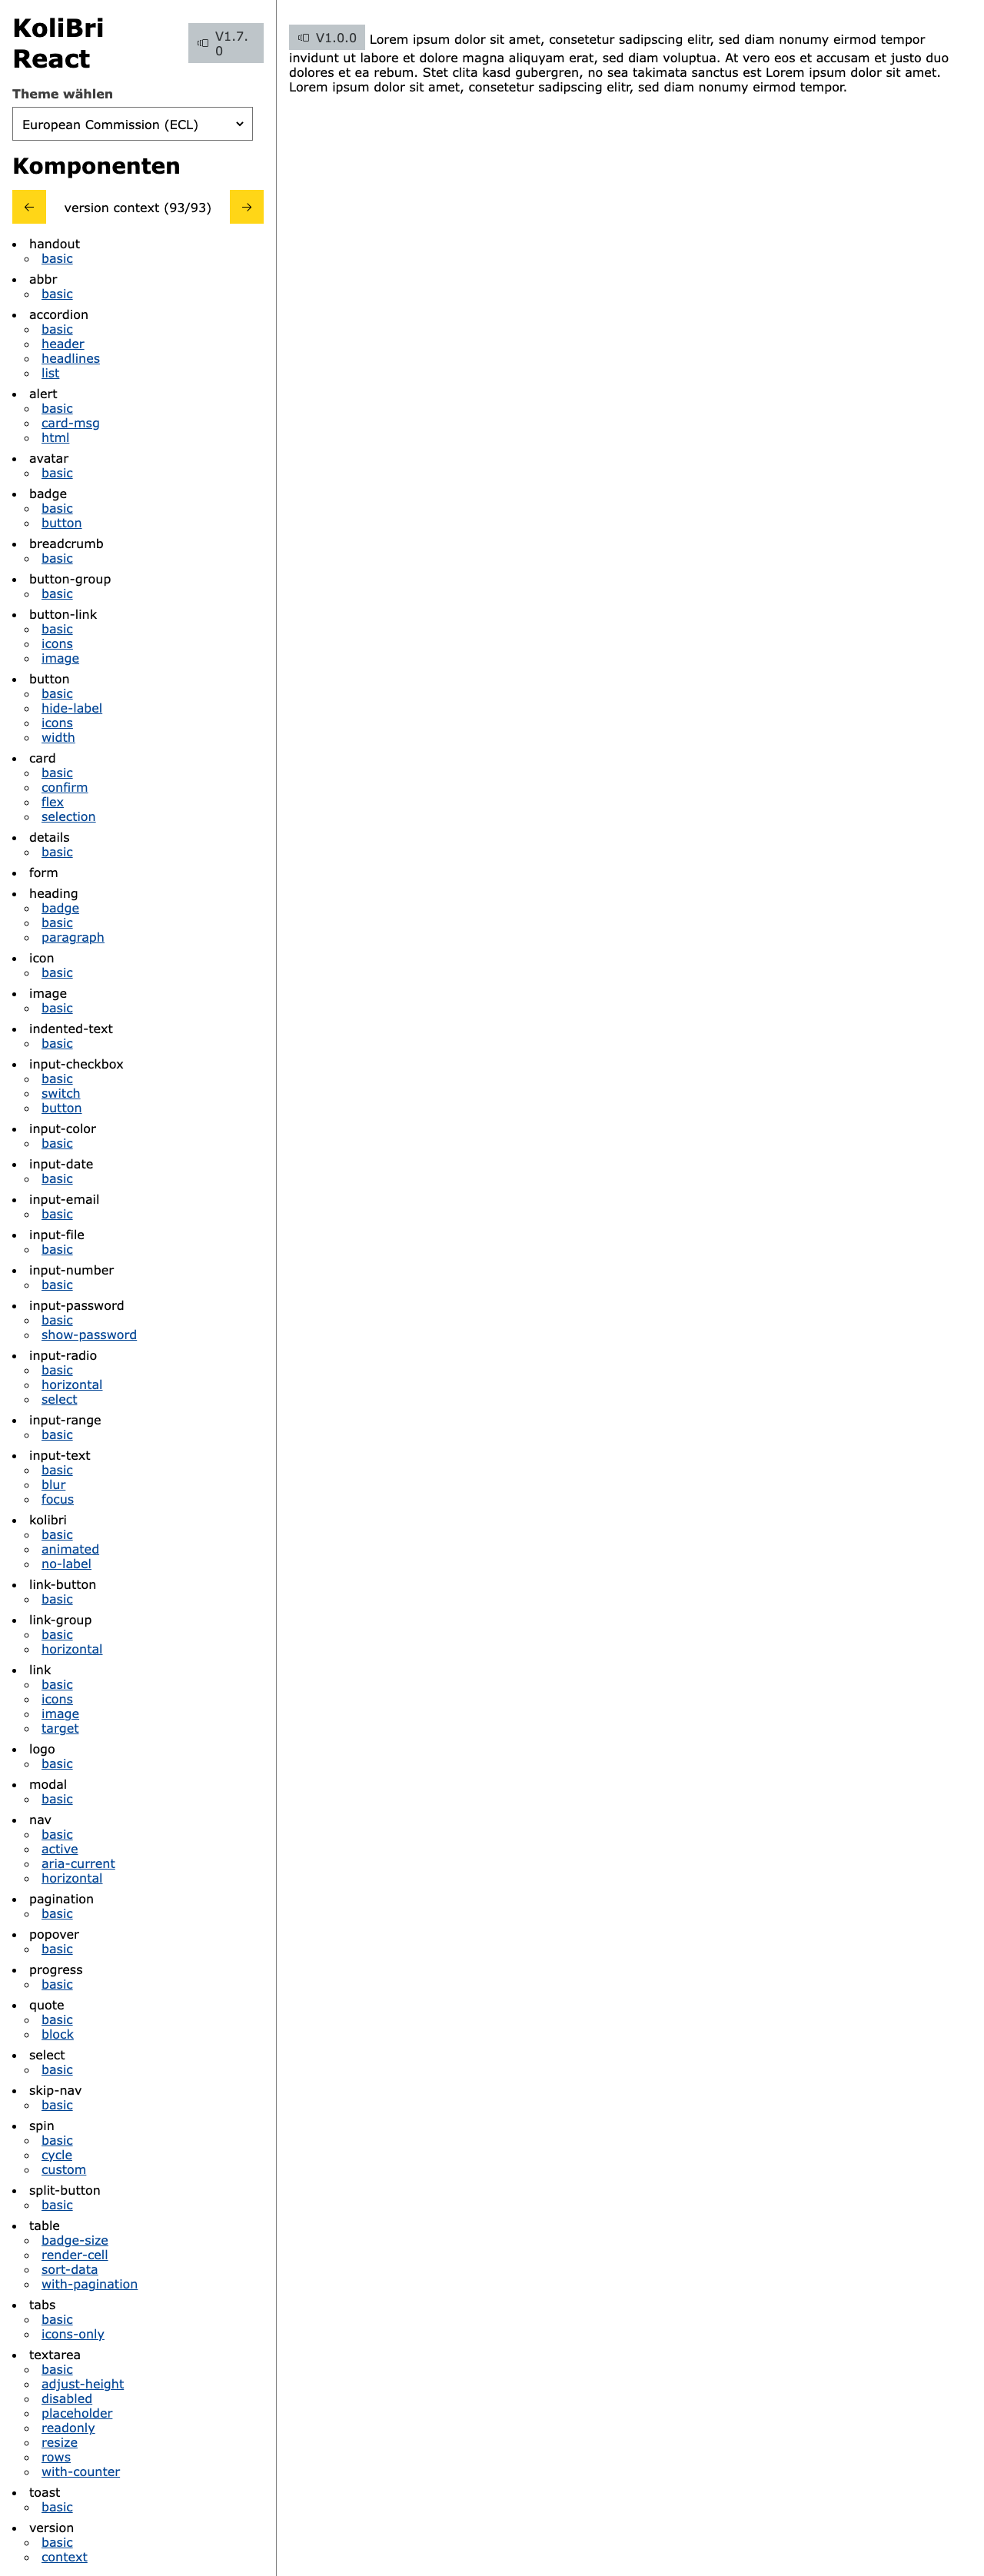 KoliBri
React
V1.7.
0
Theme wählen
European Commission (ECL)
Komponenten
version context (93/93)
handout
basic
abbr
basic
accordion
basic
header
headlines
list
alert
basic
card-msg
html
avatar
basic
badge
basic
button
breadcrumb
basic
button-group
basic
button-link
basic
icons
image
button
basic
hide-label
icons
width
card
basic
confirm
flex
selection
details
basic
form
heading
badge
basic
paragraph
icon
basic
image
basic
indented-text
basic
input-checkbox
basic
switch
button
input-color
basic
input-date
basic
input-email
basic
input-file
basic
input-number
basic
input-password
basic
show-password
input-radio
basic
horizontal
select
input-range
basic
input-text
basic
blur
focus
kolibri
basic
animated
no-label
link-button
basic
link-group
basic
horizontal
link
basic
icons
image
target
logo
basic
modal
basic
nav
basic
active
aria-current
horizontal
pagination
basic
popover
basic
progress
basic
quote
basic
block
select
basic
skip-nav
basic
spin
basic
cycle
custom
split-button
basic
table
badge-size
render-cell
sort-data
with-pagination
tabs
basic
icons-only
textarea
basic
adjust-height
disabled
placeholder
readonly
resize
rows
with-counter
toast
basic
version
basic
context
V1.0.0 Lorem ipsum dolor sit amet, consetetur sadipscing elitr, sed diam nonumy eirmod tempor
invidunt ut labore et dolore magna aliquyam erat, sed diam voluptua. At vero eos et accusam et justo duo
dolores et ea rebum. Stet clita kasd gubergren, no sea takimata sanctus est Lorem ipsum dolor sit amet.
Lorem ipsum dolor sit amet, consetetur sadipscing elitr, sed diam nonumy eirmod tempor.